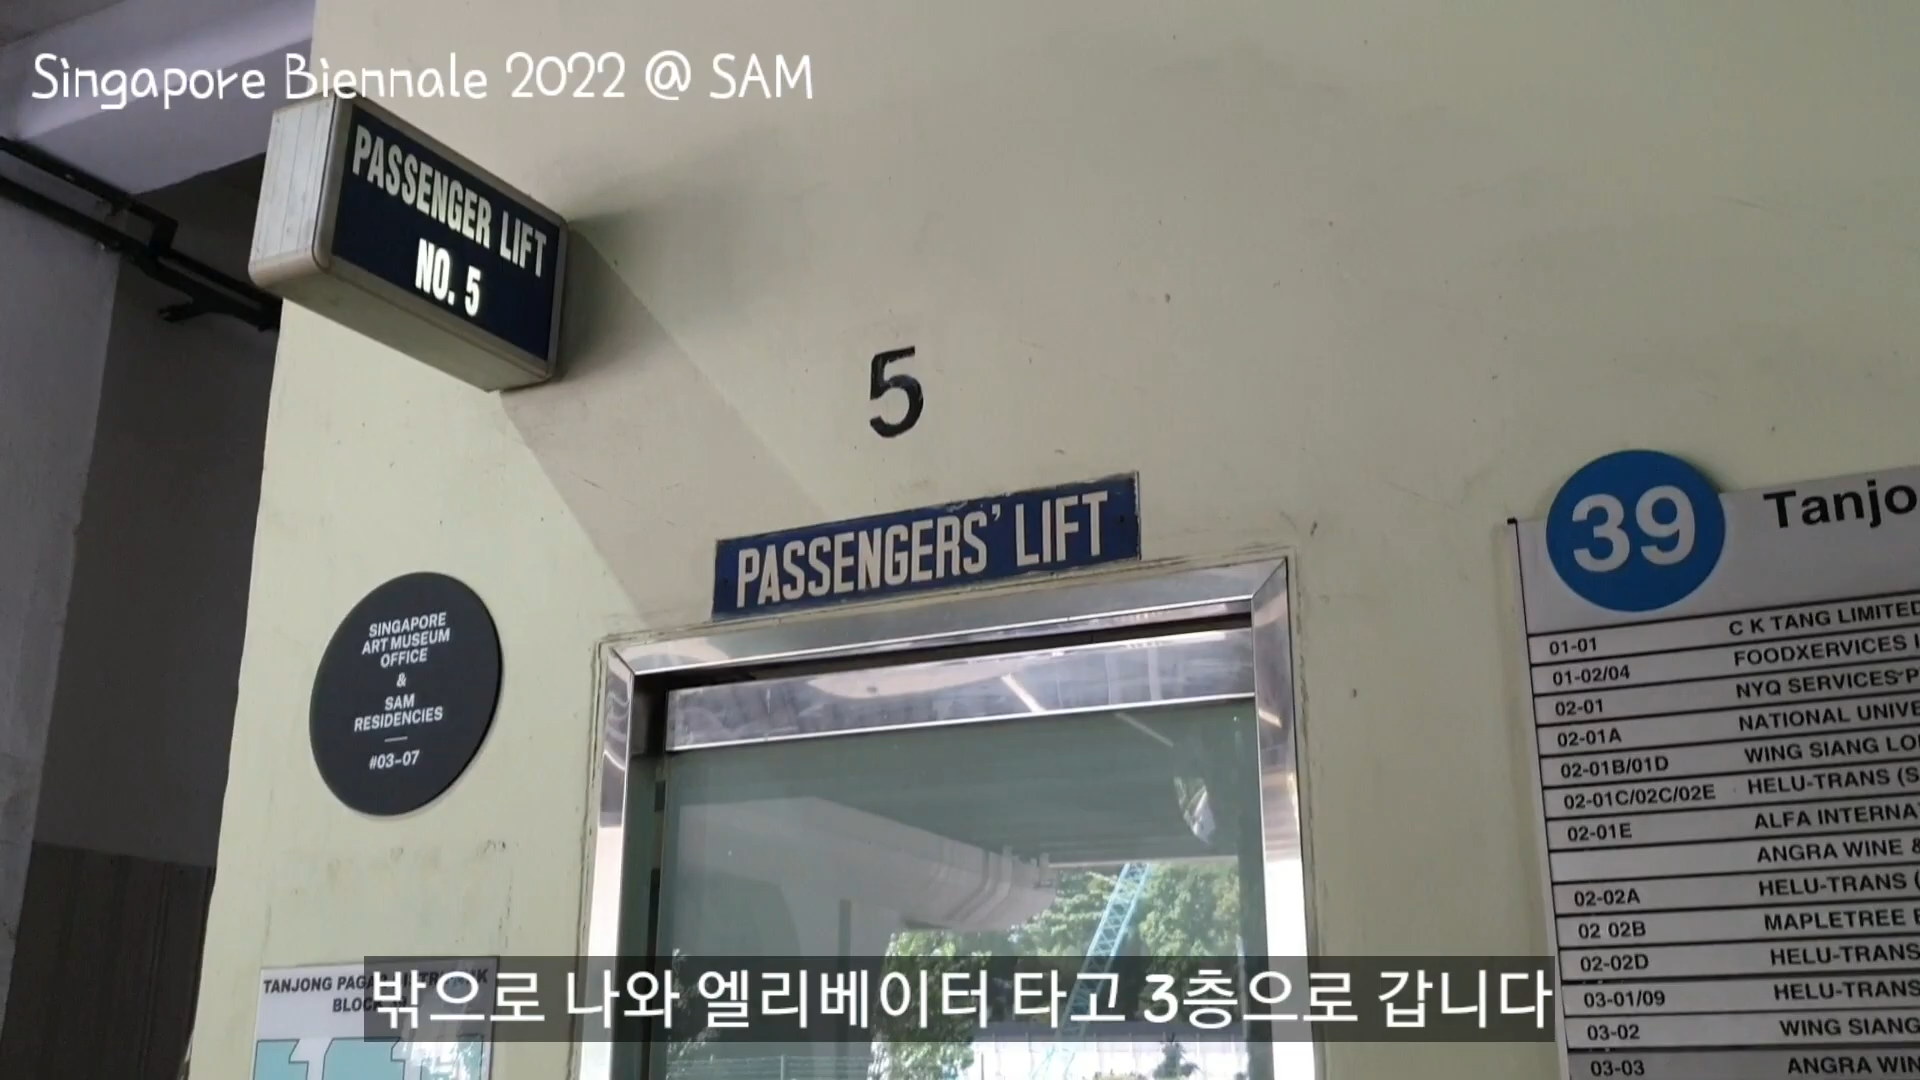 Singapore Biennale 2022 @ SAM
PASSENGER LIFT
NO. 5
5
PASSENGERS' LIFT
SINGAPORE
ART MUSEUM
OFFICE
&
SAM
RESIDENCIES
#03-07
39 Tanjo
01-01 C K TANG LIMITED
01-02/04 FOODXERVICES
02-01 NYQ SERVICES
02-01A NATIONAL UNIVE
02-01B/01D WING SIANG LO
02-01C/02C/02E HELU-TRANS (S
02-01E ALFA INTERNA
ANGRA WINE &
02-02A HELU-TRANS (
02 02B MAPLETREE
02-02D HELU-TRANS
03-01/09 HELU-TRANS
03-02 WING SIANG
03-03 ANGRA WIN
TANJONG
BLOCK
밖으로 나와 엘리베이터 타고 3층으로 갑니다